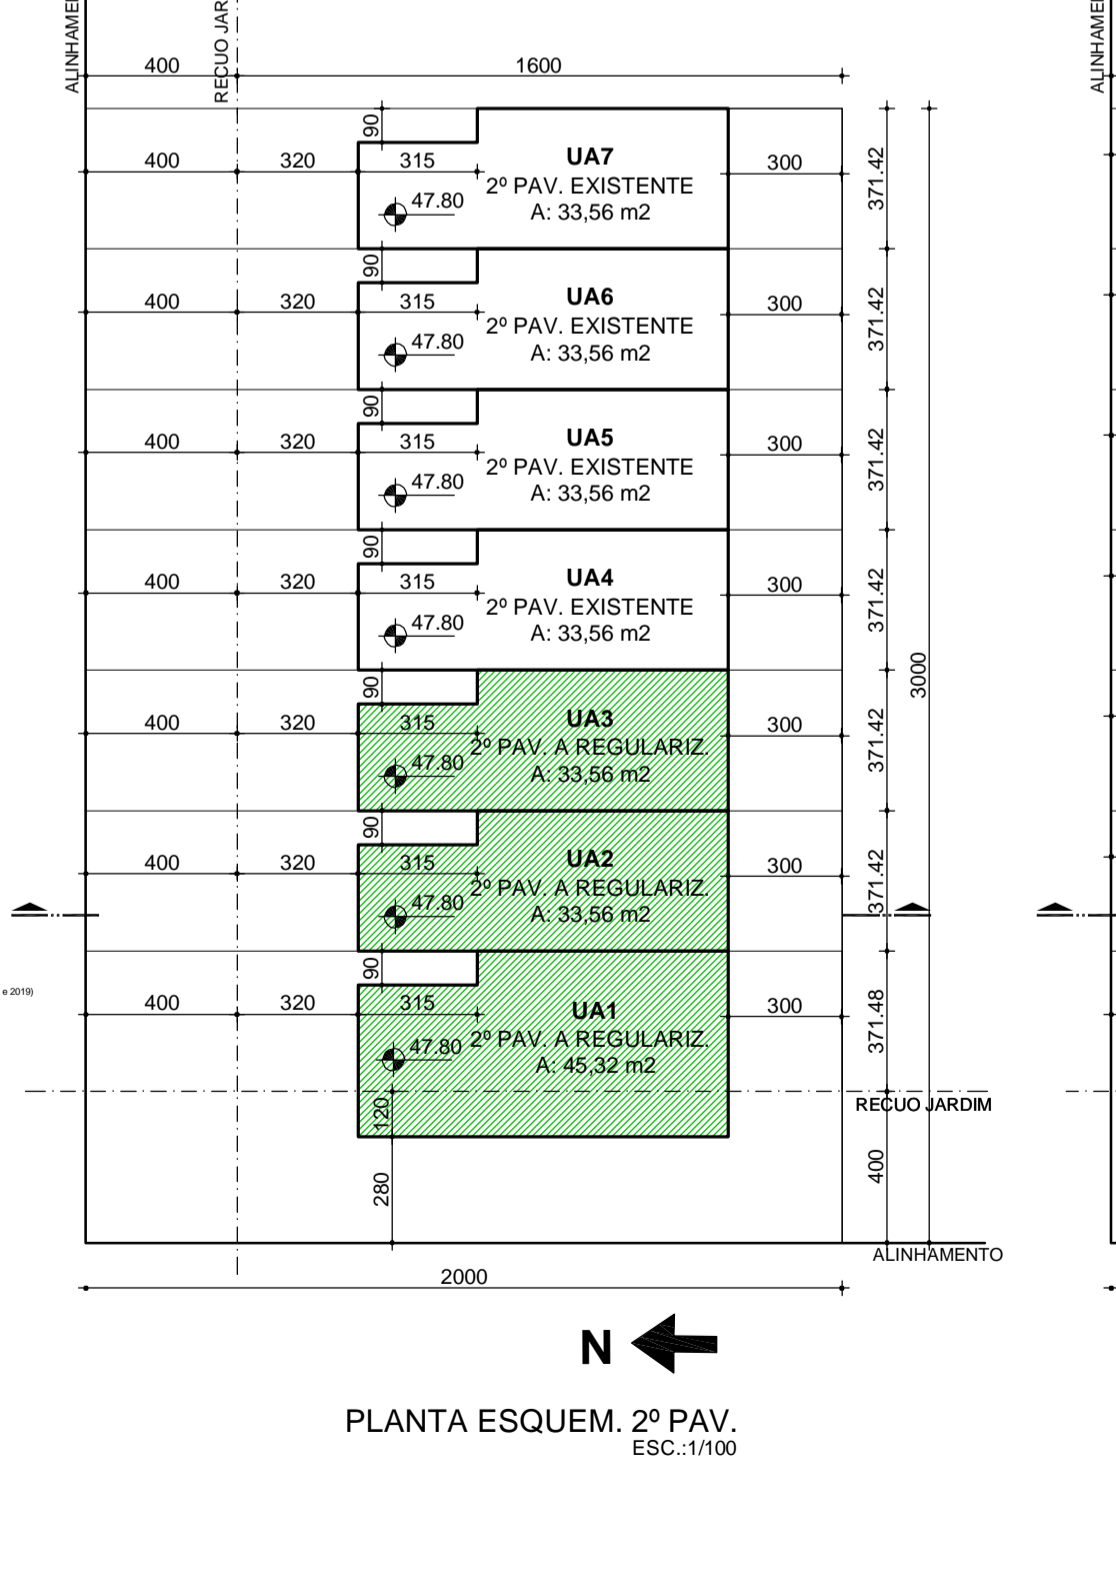 ALINHAME
RECUO JAR
ALINHAME
400
1600
90
400
320
315
UA7
2º PAV. EXISTENTE
A: 33,56 m2
47.80
300
371.42
90
400
320
315
UA6
2º PAV. EXISTENTE
A: 33,56 m2
47.80
300
371.42
90
400
320
315
UA5
2º PAV. EXISTENTE
A: 33,56 m2
47.80
300
371.42
90
400
320
315
UA4
2º PAV. EXISTENTE
A: 33,56 m2
47.80
300
371.42
3000
90
400
320
315
UA3
2º PAV. A REGULARIZ.
A: 33,56 m2
47.80
300
371.42
90
400
320
315
UA2
2º PAV. A REGULARIZ.
A: 33,56 m2
47.80
300
371.42
e 2019)
90
400
320
315
UA1
2º PAV. A REGULARIZ.
A: 45,32 m2
47.80
300
371.48
RECUO JARDIM
120
280
400
ALINHAMENTO
2000
N
PLANTA ESQUEM. 2º PAV.
ESC.:1/100